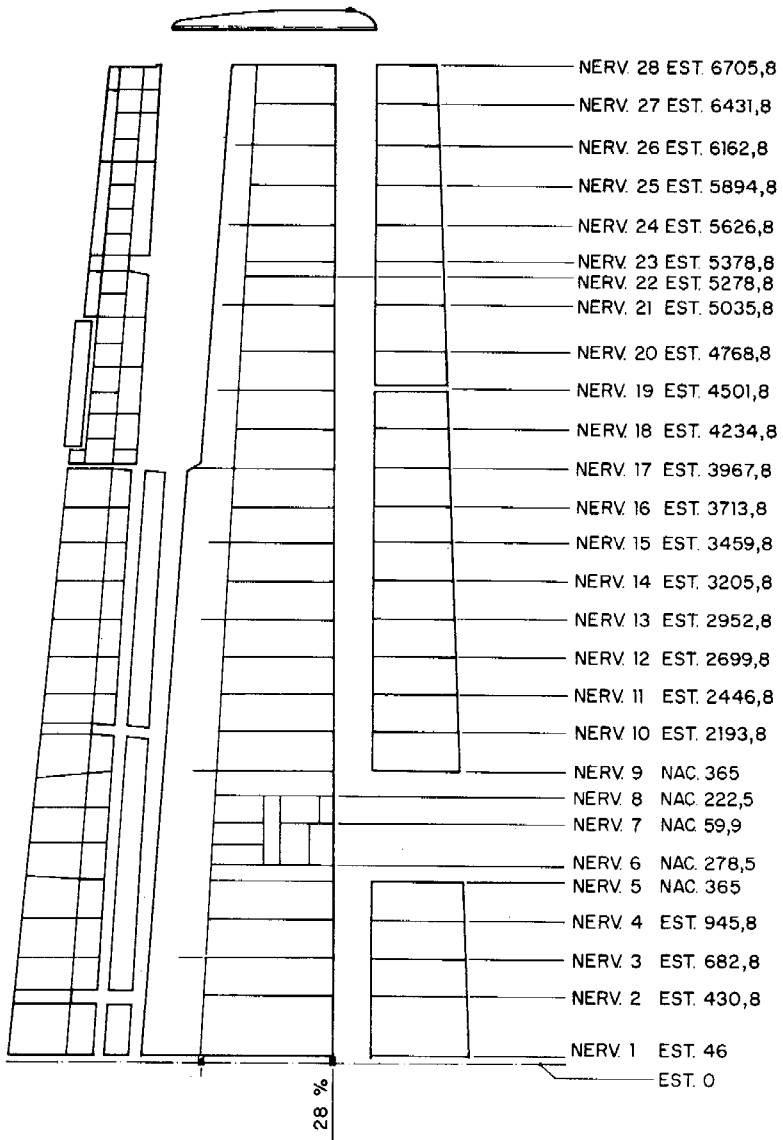 NERV. 28 EST. 6705,8
NERV. 27 EST. 6431,8
NERV. 26 EST. 6162,8
NERV. 25 EST. 5894,8
NERV. 24 EST. 5626,8
NERV. 23 EST. 5378,8
NERV. 22 EST. 5278,8
NERV. 21 EST. 5035,8
NERV. 20 EST. 4768,8
NERV. 19 EST. 4501,8
NERV. 18 EST. 4234,8
NERV. 17 EST. 3967,8
NERV. 16 EST. 3713,8
NERV. 15 EST. 3459,8
NERV. 14 EST. 3205,8
NERV. 13 EST. 2952,8
NERV. 12 EST. 2699,8
NERV. 11 EST. 2446,8
NERV. 10 EST. 2193,8
NERV. 9 NAC. 365
NERV. 8 NAC. 222,5
NERV. 7 NAC. 59,9
NERV. 6 NAC. 278,5
NERV. 5 NAC. 365
NERV. 4 EST. 945,8
NERV. 3 EST. 682,8
NERV. 2 EST. 430,8
NERV. 1 EST. 46
EST. 0
28 %